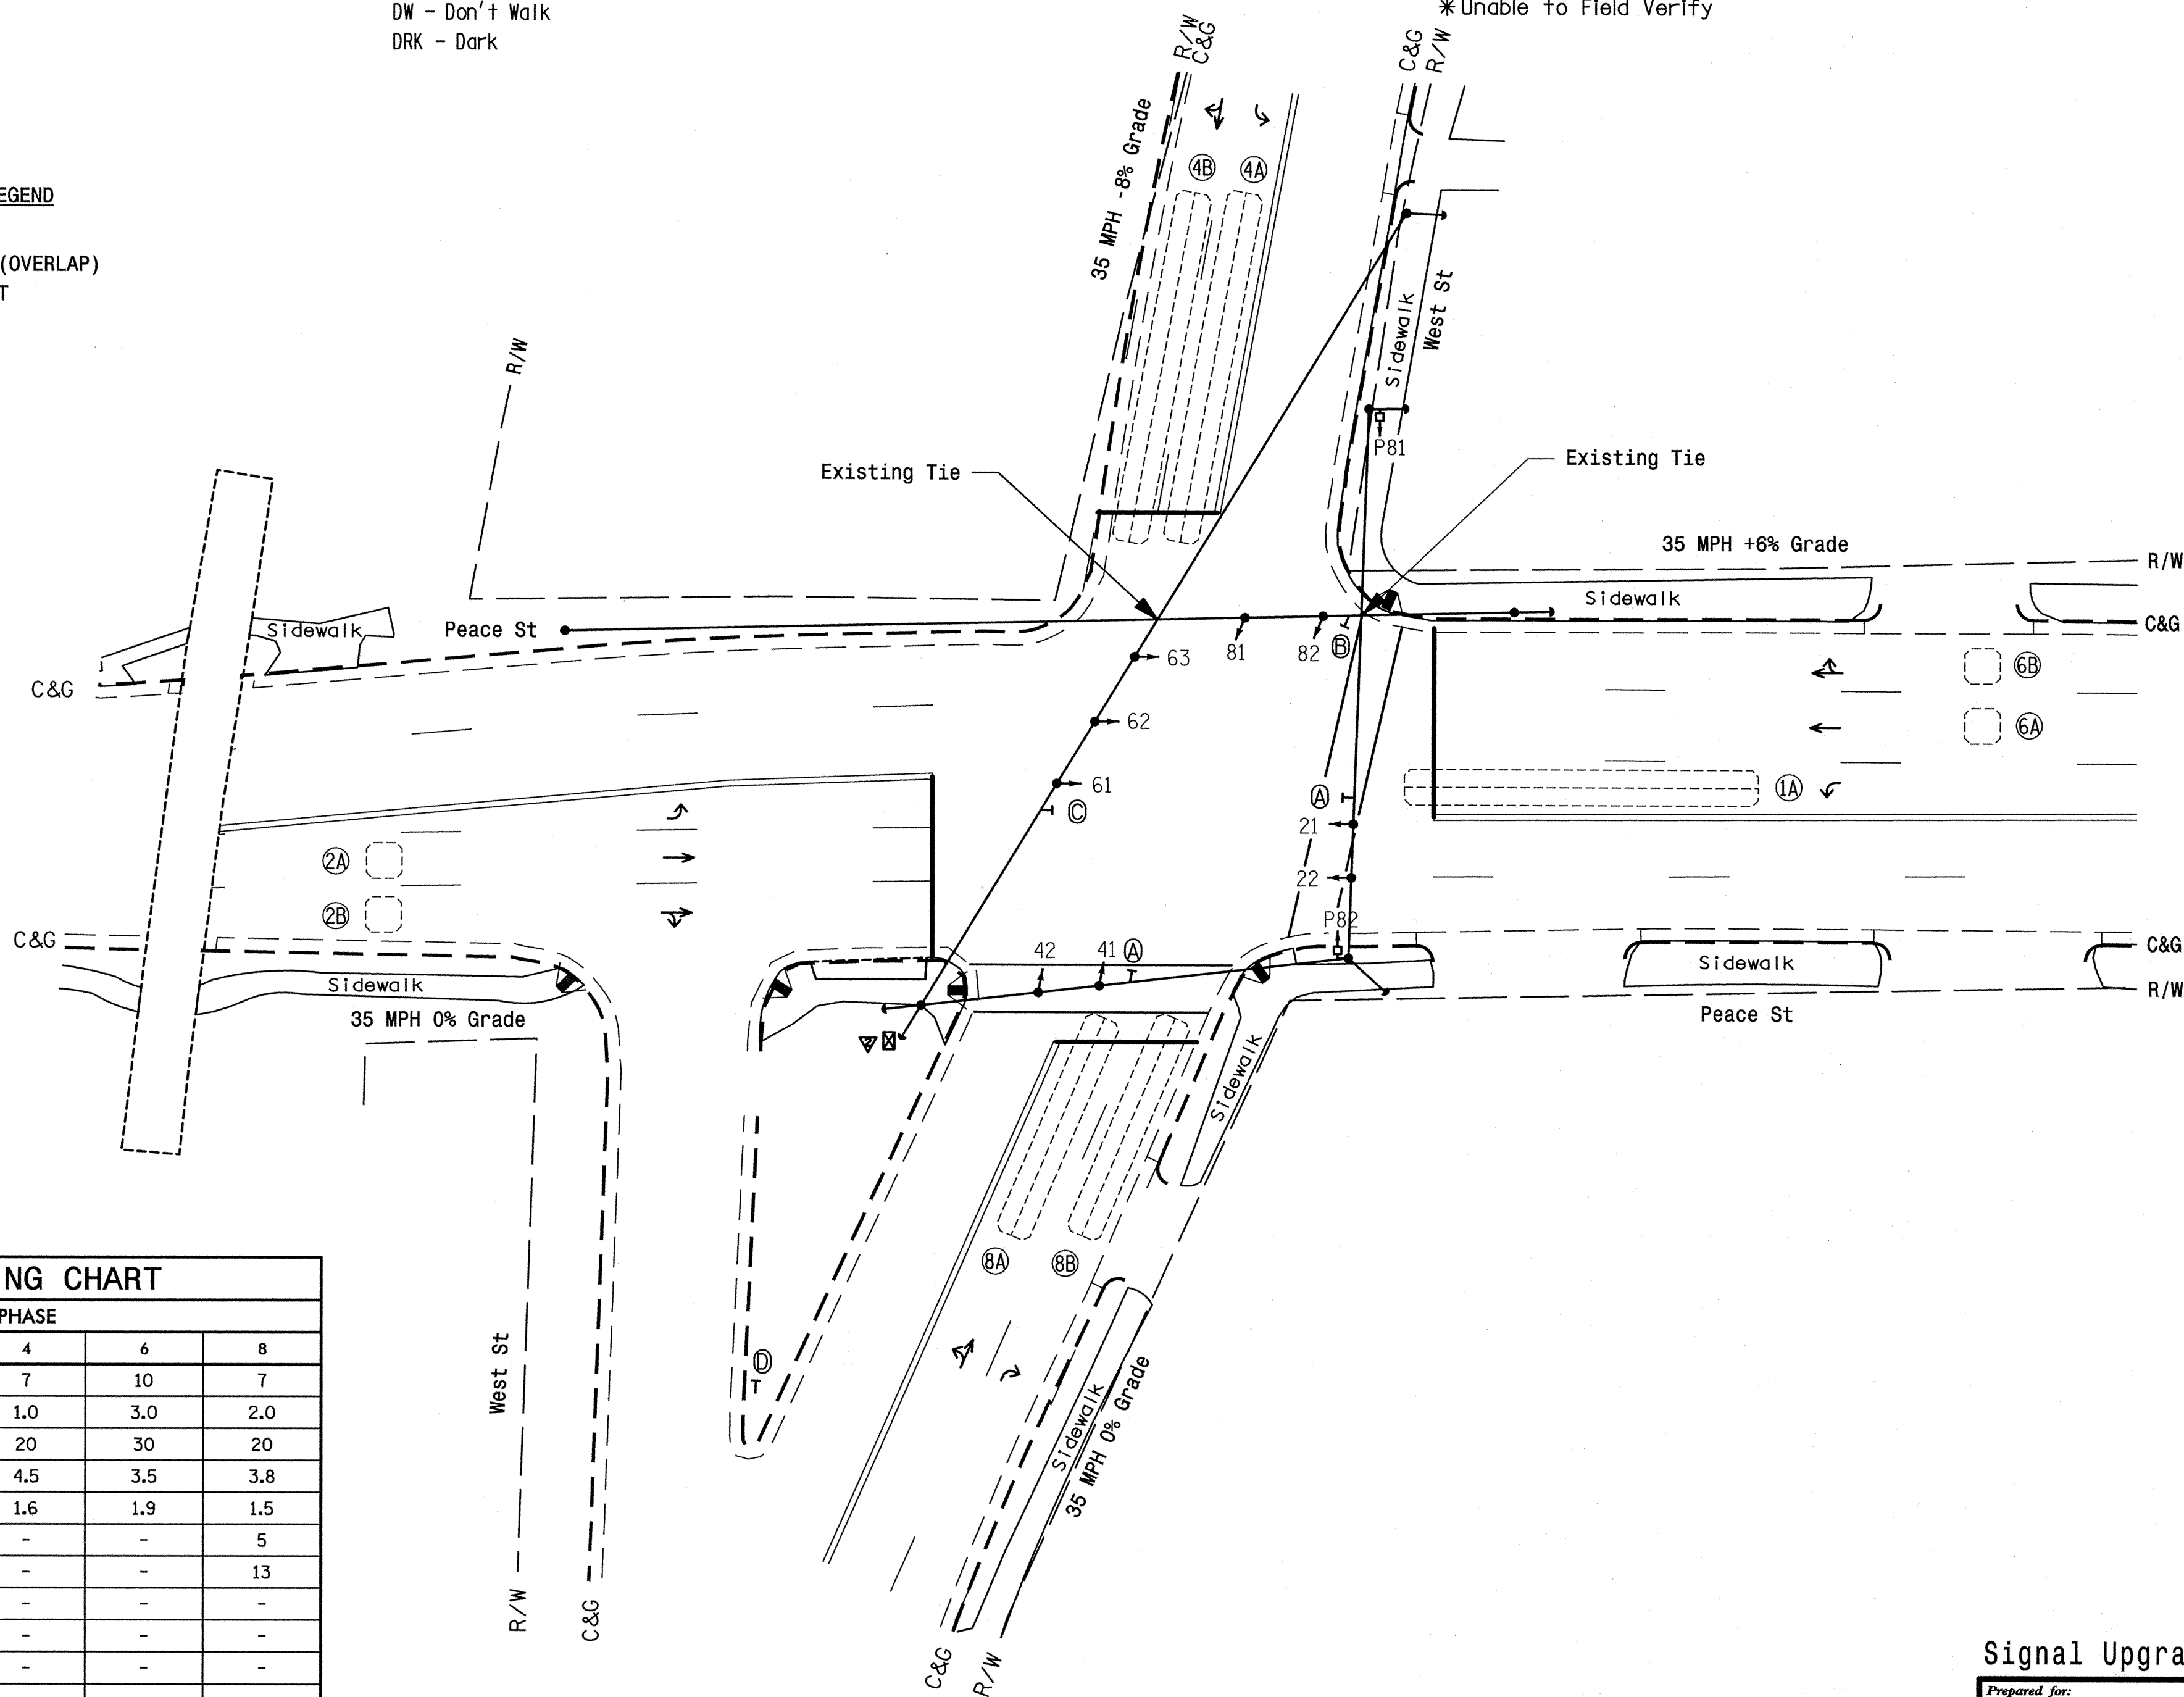 DW - Don't Walk
DRK - Dark
*Unable to Field Verify
R/W
C&G
C&G
R/W
35 MPH -8% Grade
4B
4A
EGEND
(OVERLAP)
T
Sidewalk
West St
R/W
P81
Existing Tie
Existing Tie
35 MPH +6% Grade
R/W
Sidewalk
Sidewalk
Peace St
81
82
B
C&G
63
6B
C&G
62
6A
61
C
A
1A
21
2A
22
2B
P82
C&G
42
41
A
C&G
Sidewalk
Sidewalk
R/W
35 MPH 0% Grade
Peace St
2
Sidewalk
8A
8B
NG CHART
PHASE
4 6 8
7 10 7
1.0 3.0 2.0
20 30 20
4.5 3.5 3.8
1.6 1.9 1.5
- - 5
- - 13
- - -
- - -
- - -
West St
D
Sidewalk
35 MPH 0% Grade
R/W
C&G
C&G
R/W
Signal Upgra
Prepared for: